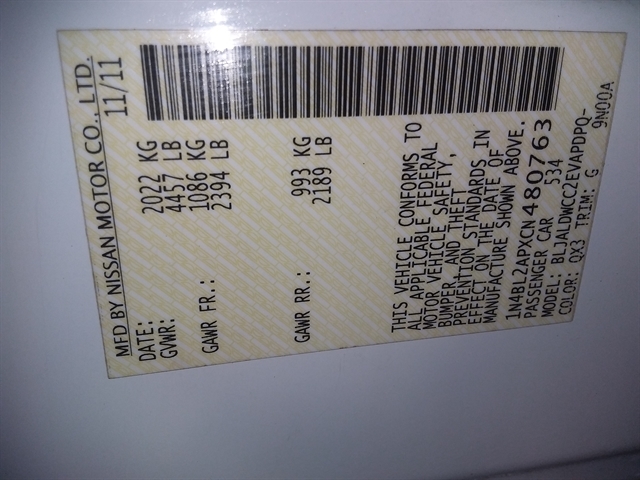 MFD BY NISSAN MOTOR CO., LTD.
DATE: 11/11
GVWR: 2022 KG
4457 LB
GAWR FR.: 1086 KG
2394 LB
GAWR RR.: 993 KG
2189 LB
THIS VEHICLE CONFORMS TO
ALL APPLICABLE FEDERAL
MOTOR VEHICLE SAFETY,
BUMPER, AND THEFT
PREVENTION STANDARDS IN
EFFECT ON THE DATE OF
MANUFACTURE SHOWN ABOVE.
1N4BL2APXCN480763
PASSENGER CAR 534
MODEL: BLJALDWCC2EVAPDPQ-
COLOR: QX3 TRIM: G 9N00A